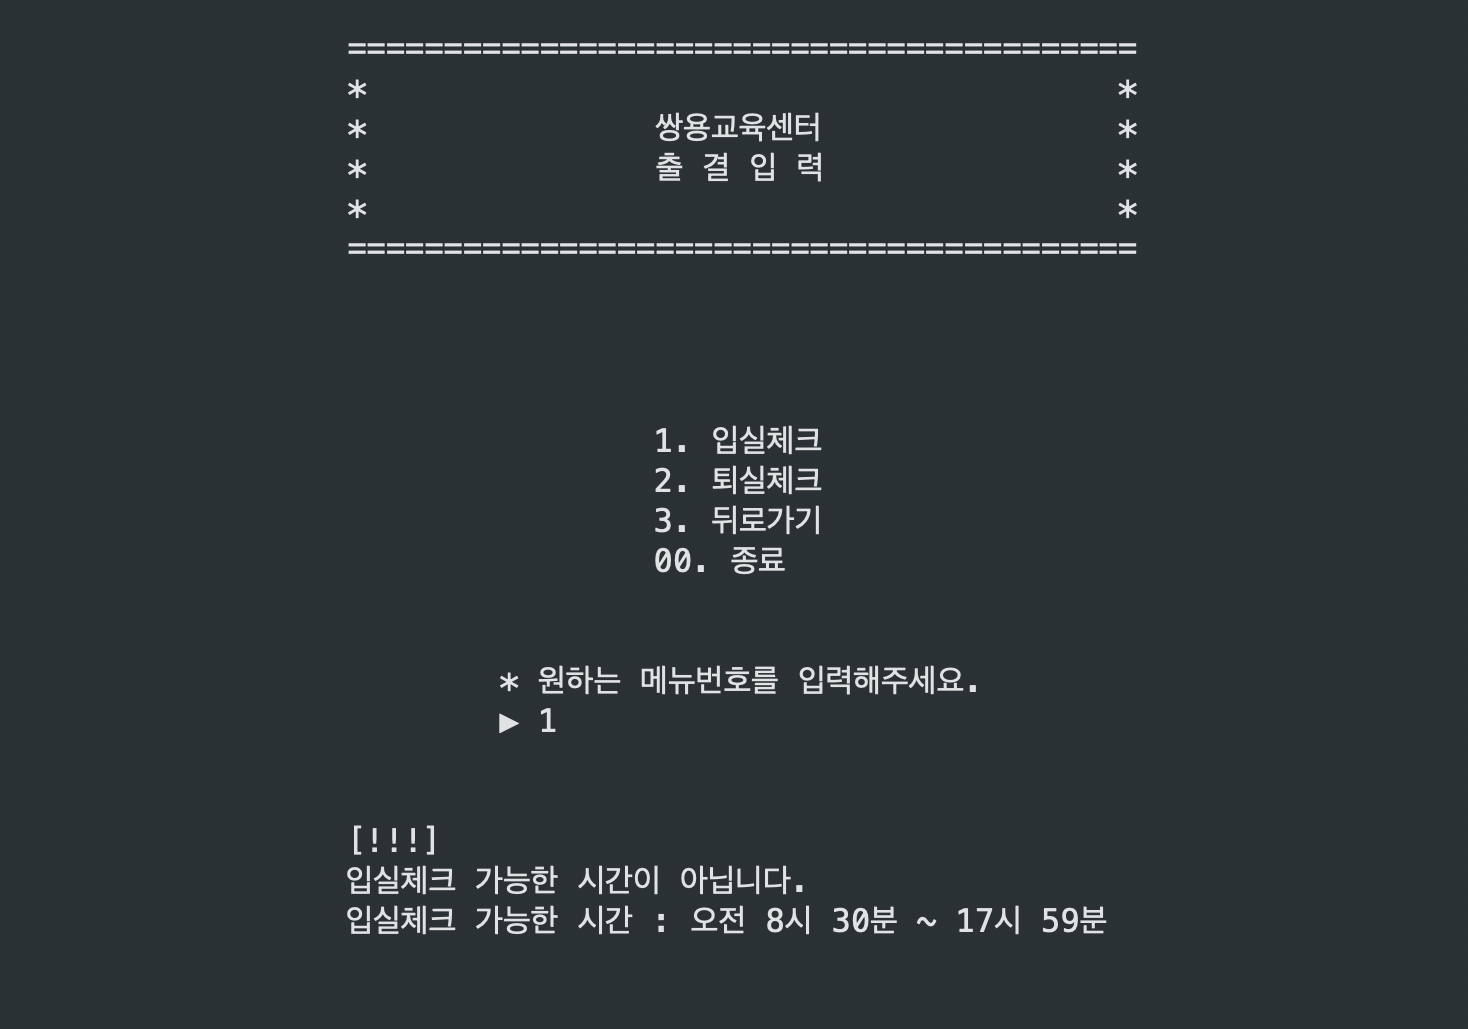 =========================================
* *
* 쌍용교육센터 *
* 출 결 입 력 *
* *
=========================================
1. 입실체크
2. 퇴실체크
3. 뒤로가기
00. 종료
* 원하는 메뉴번호를 입력해주세요.
▶ 1
[!!!]
입실체크 가능한 시간이 아닙니다.
입실체크 가능한 시간 : 오전 8시 30분 ~ 17시 59분